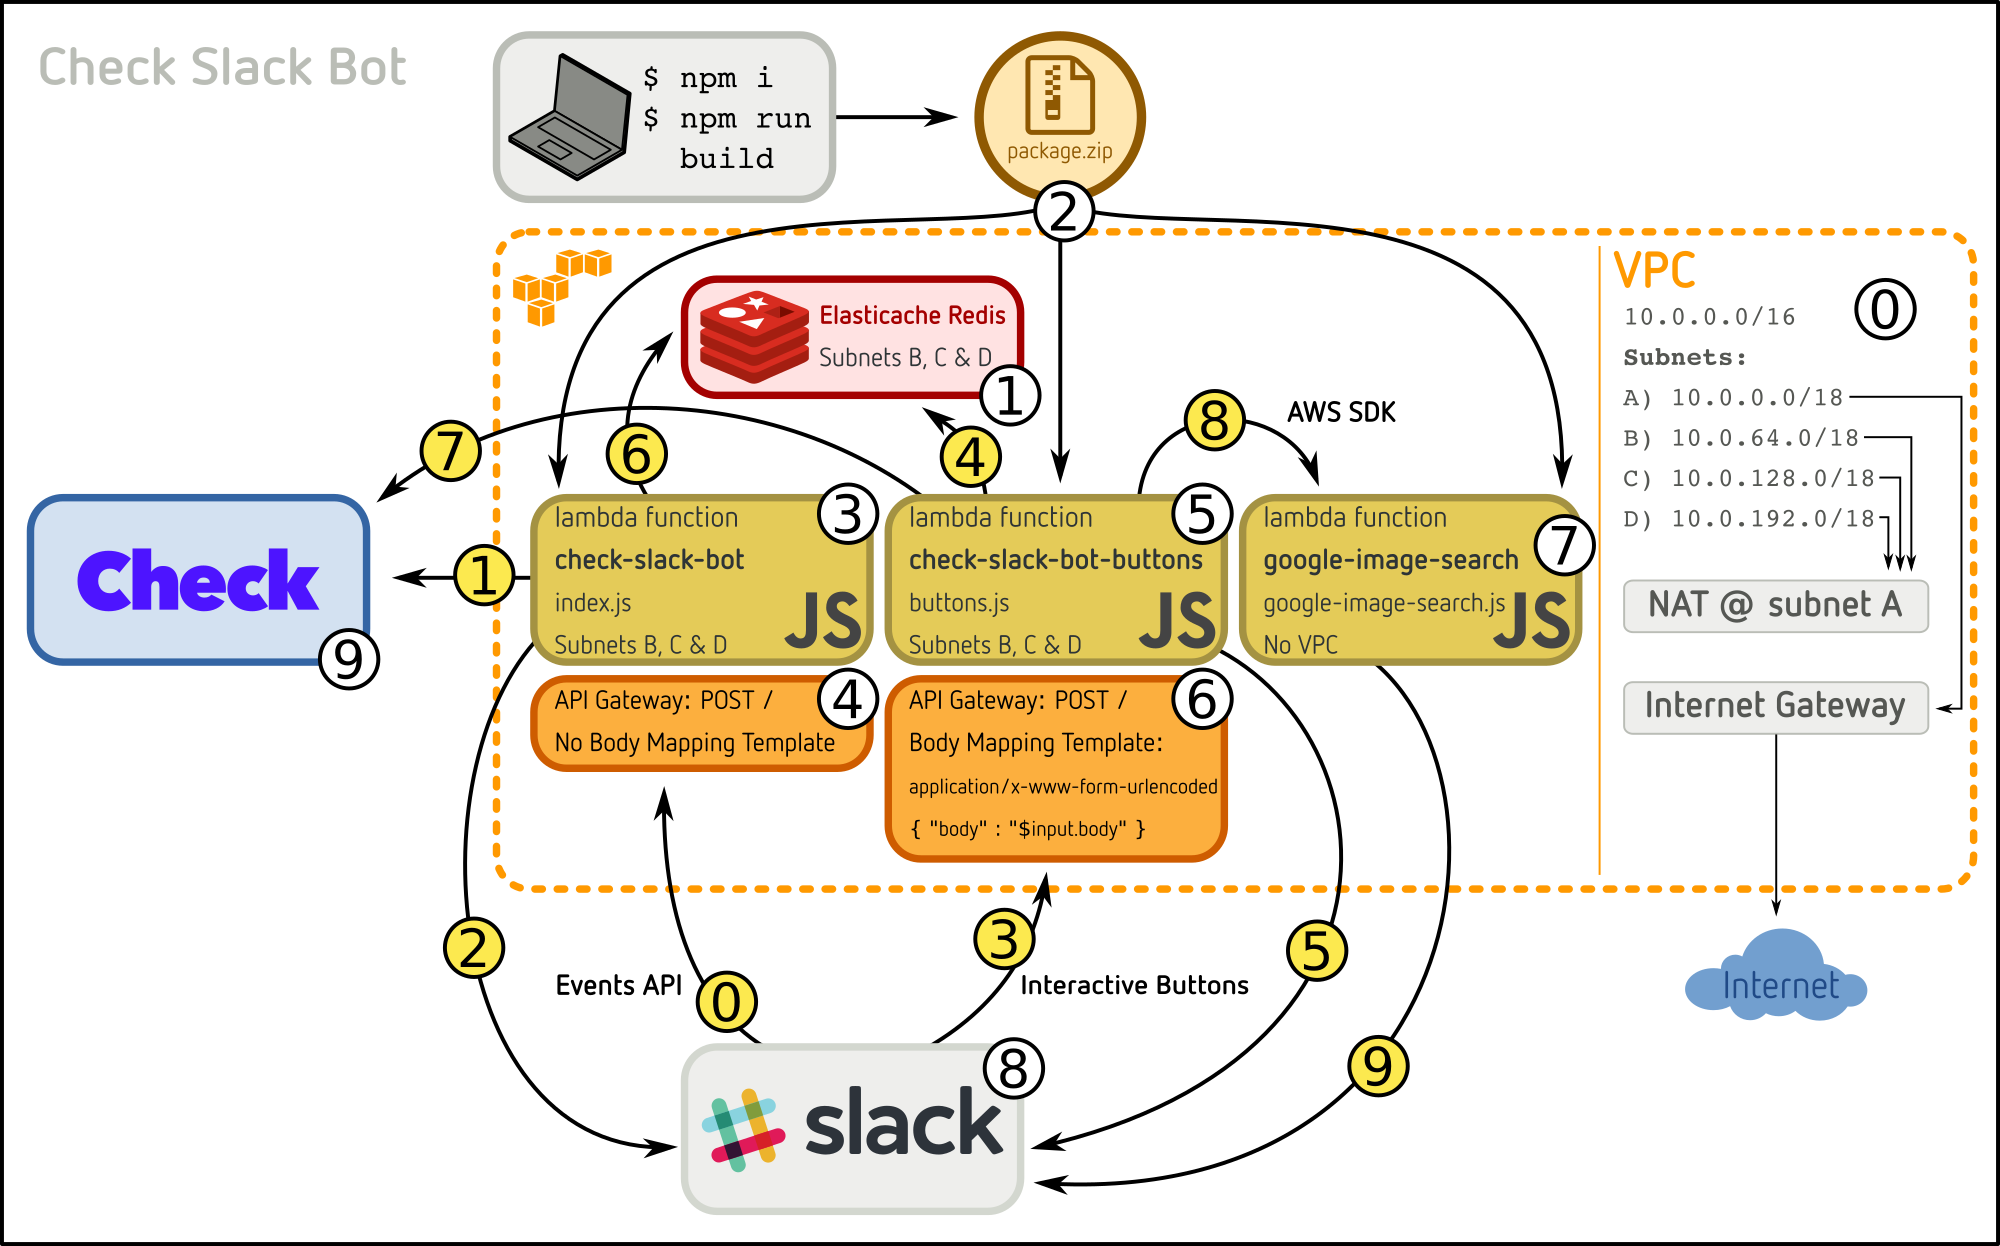 Check Slack Bot
$ npm i
$ npm run
build
package.zip
2
VPC
10.0.0.0/16
0
Subnets:
A) 10.0.0.0/18
B) 10.0.64.0/18
C) 10.0.128.0/18
D) 10.0.192.0/18
NAT @ subnet A
Internet Gateway
Internet
Elasticache Redis
Subnets B, C & D
1
6
4
7
8
AWS SDK
Check
9
1
lambda function
check-slack-bot
index.js
Subnets B, C & D
JS
3
lambda function
check-slack-bot-buttons
buttons.js
Subnets B, C & D
JS
5
lambda function
google-image-search
google-image-search.js
No VPC
JS
7
API Gateway: POST /
No Body Mapping Template
4
API Gateway: POST /
Body Mapping Template:
application/x-www-form-urlencoded
{ "body" : "$input.body" }
6
2
Events API
0
3
Interactive Buttons
5
9
slack
8